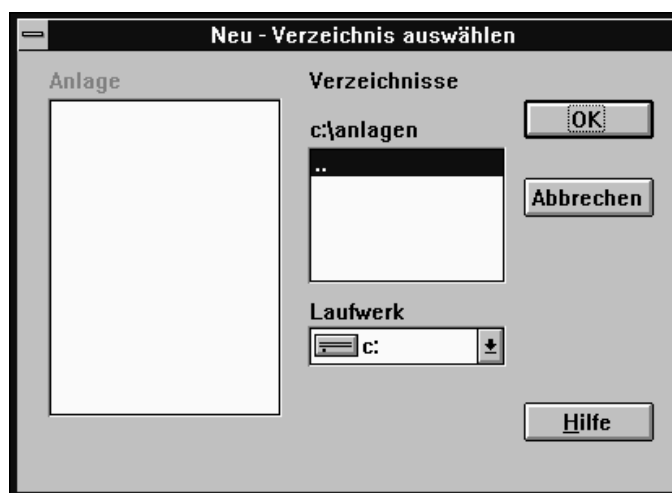 Neu - Verzeichnis auswählen
Anlage
Verzeichnisse
c:\anlagen
..
OK
Abbrechen
Laufwerk
c:
Hilfe